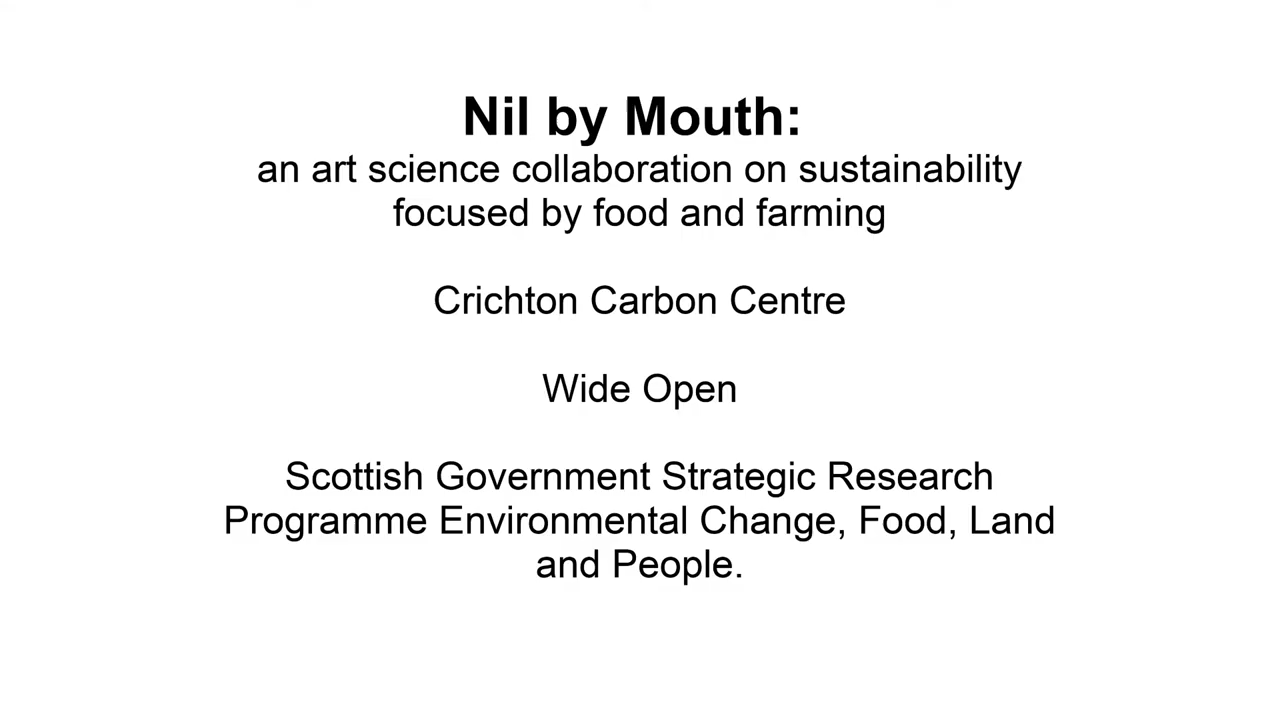 Nil by Mouth:
an art science collaboration on sustainability
focused by food and farming
Crichton Carbon Centre
Wide Open
Scottish Government Strategic Research
Programme Environmental Change, Food, Land
and People.